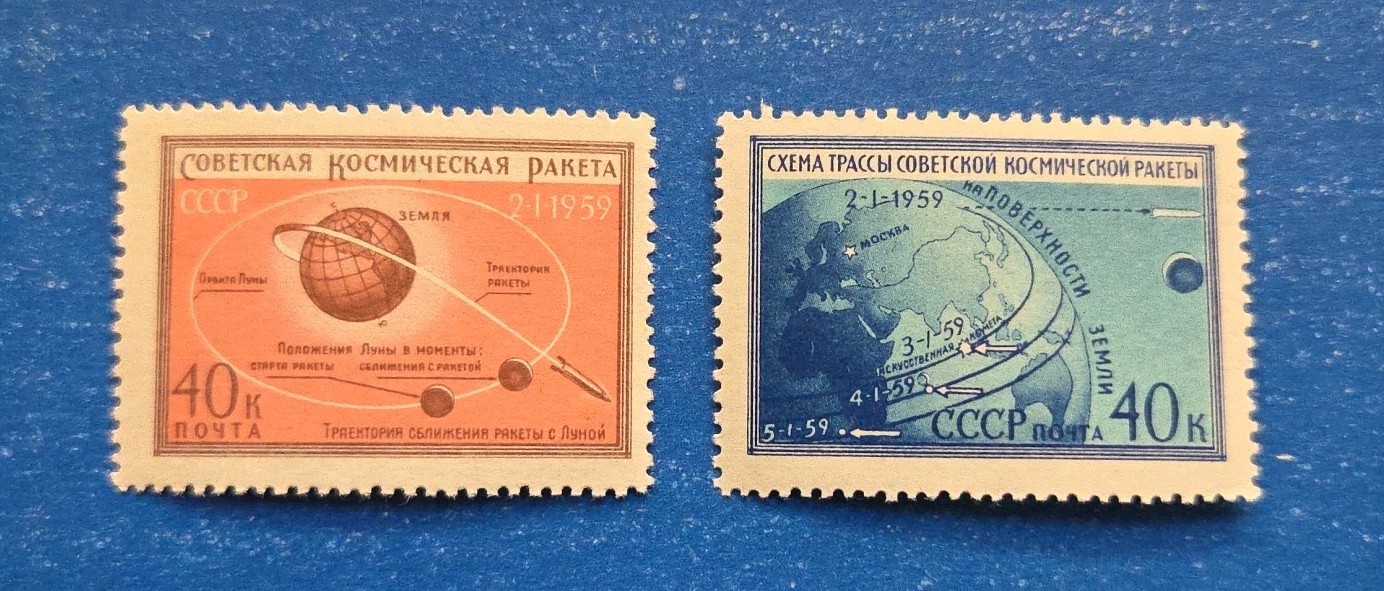 СОВЕТСКАЯ КОСМИЧЕСКАЯ РАКЕТА
СССР
2-I-1959
ЗЕМЛЯ
С
Ю
Орбита Луны
Траектория
ракеты
Положения Луны в моменты:
старта ракеты сближения с ракетой
40 К
ПОЧТА
Траектория сближения ракеты с Луной
СХЕМА ТРАССЫ СОВЕТСКОЙ КОСМИЧЕСКОЙ РАКЕТЫ
2-I-1959
на ПОВЕРХНОСТИ ЗЕМЛИ
МОСКВА
3-I-59
ИСКУССТВЕННАЯ КОМЕТА
4-I-59
5-I-59
СССР ПОЧТА 40 К